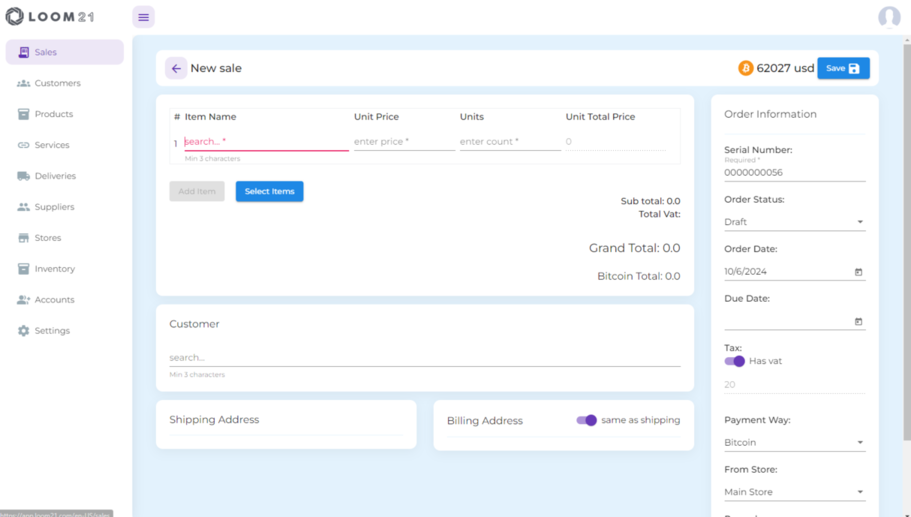 LOOM21
Sales
Customers
Products
Services
Deliveries
Suppliers
Stores
Inventory
Accounts
Settings
New sale
62027 usd
Save
# Item Name Unit Price Units Unit Total Price
1 search... * enter price * enter count * 0
Min 3 characters
Add Item
Select Items
Sub total: 0.0
Total Vat:
Grand Total: 0.0
Bitcoin Total: 0.0
Customer
search...
Min 3 characters
Shipping Address
Billing Address
same as shipping
Order Information
Serial Number:
Required *
0000000056
Order Status:
Draft
Order Date:
10/6/2024
Due Date:
Tax:
Has vat
20
Payment Way:
Bitcoin
From Store:
Main Store